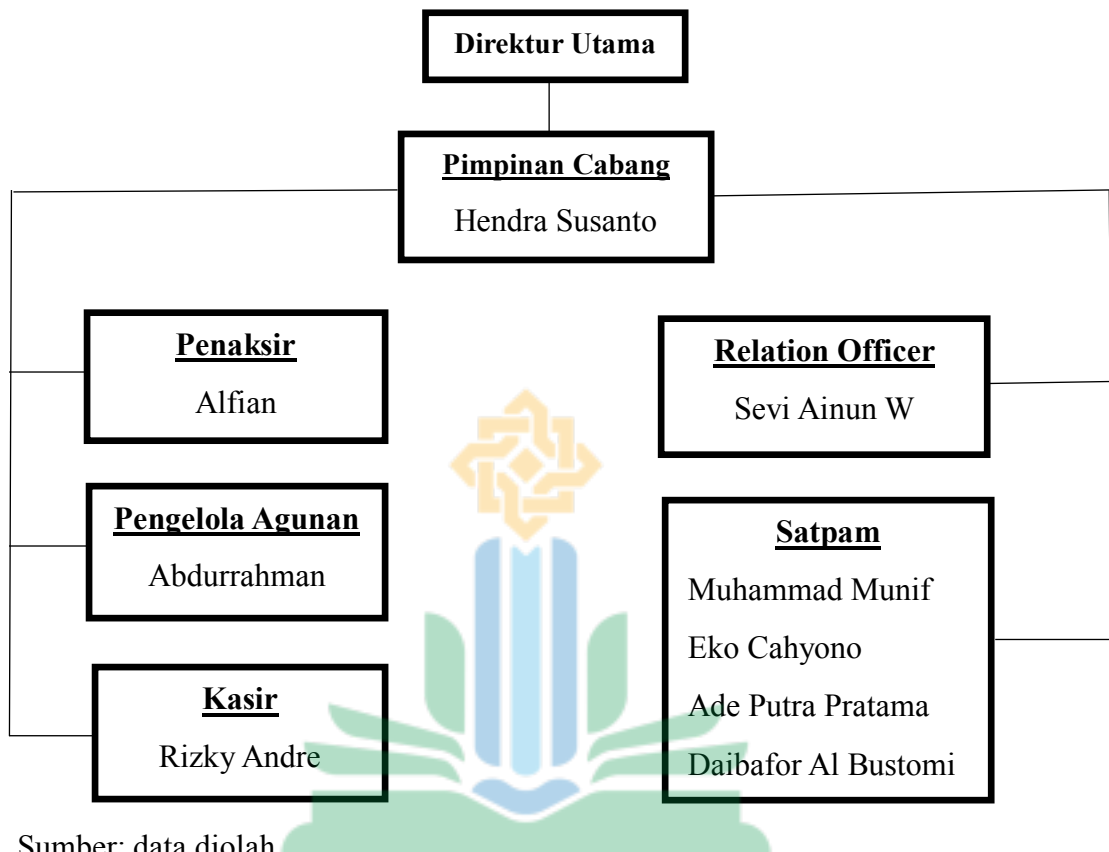 Direktur Utama
Pimpinan Cabang
Hendra Susanto
Penaksir
Alfian
Pengelola Agunan
Abdurrahman
Kasir
Rizky Andre
Relation Officer
Sevi Ainun W
Satpam
Muhammad Munif
Eko Cahyono
Ade Putra Pratama
Daibafor Al Bustomi
Sumber: data diolah